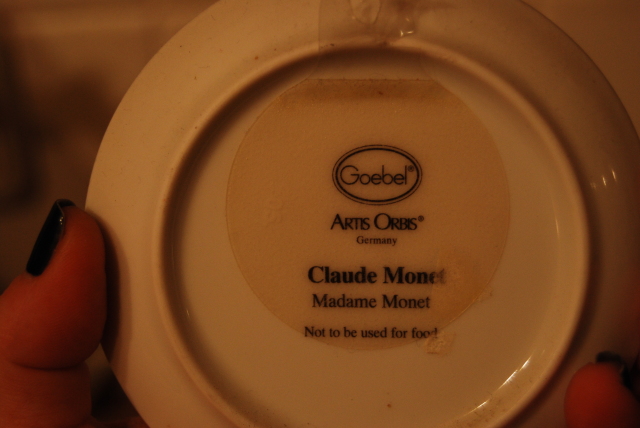 Goebel®
ARTIS ORBIS®
Germany
Claude Monet
Madame Monet
Not to be used for food